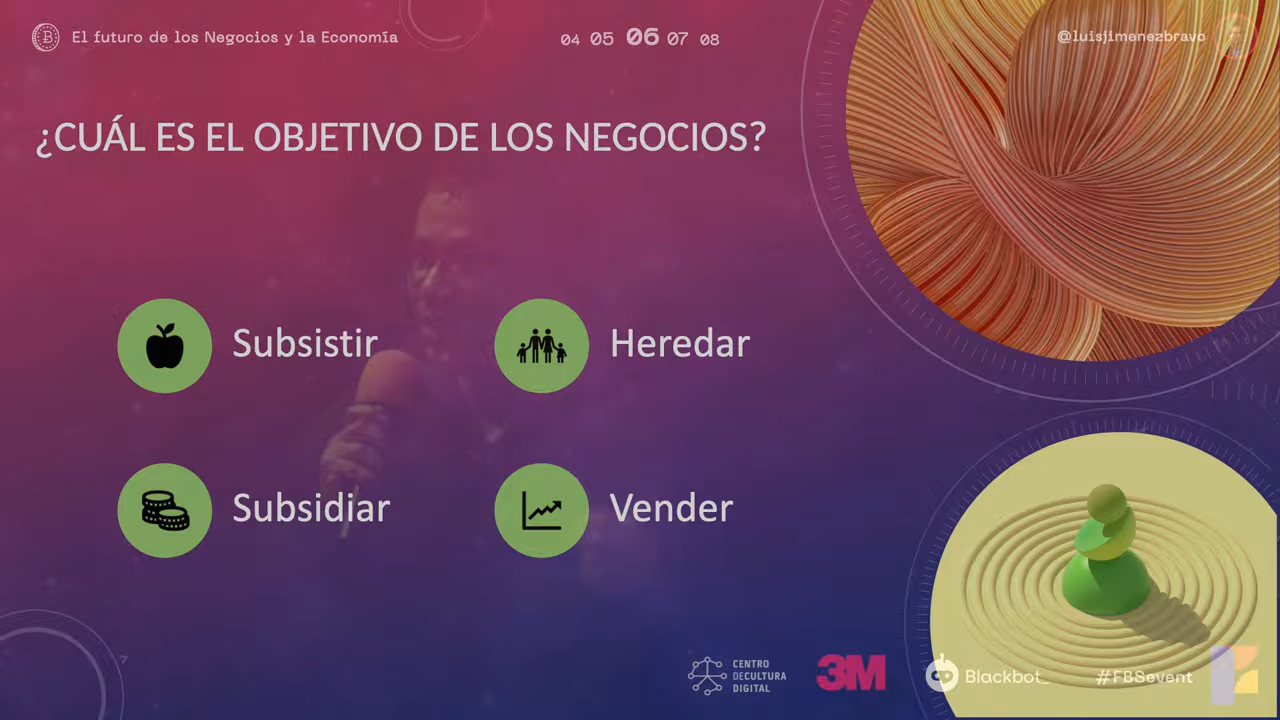 El futuro de los Negocios y la Economía
04 05 06 07 08
@luisjimenezbravo
¿CUÁL ES EL OBJETIVO DE LOS NEGOCIOS?
Subsistir
Heredar
Subsidiar
Vender
7
CENTRO
DECULTURA
DIGITAL
3M
Blackbot_
#FBSevent